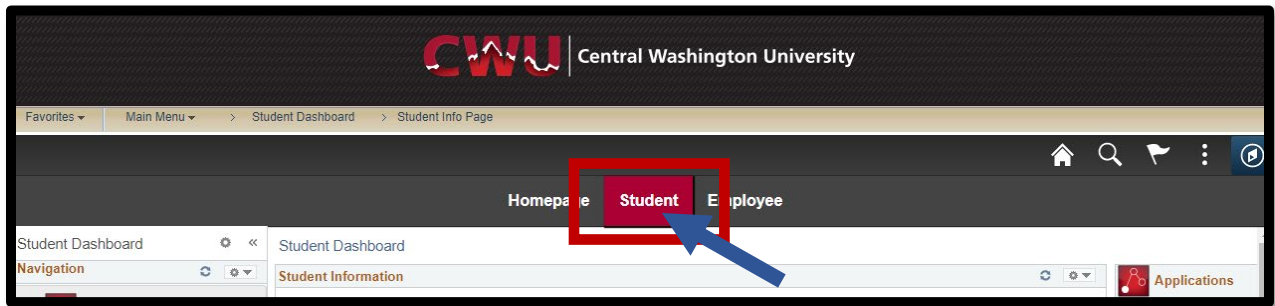 CWU Central Washington University
Favorites Main Menu > Student Dashboard > Student Info Page
Homepage Student Employee
Student Dashboard « Student Dashboard
Navigation Student Information Applications